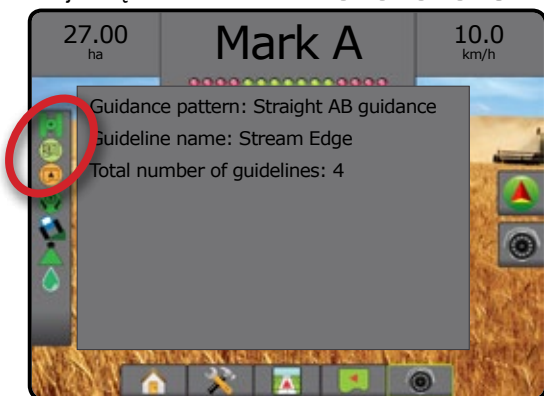 27.00
ha
Mark A
10.0
km/h
Guidance pattern: Straight AB guidance
Guideline name: Stream Edge
Total number of guidelines: 4